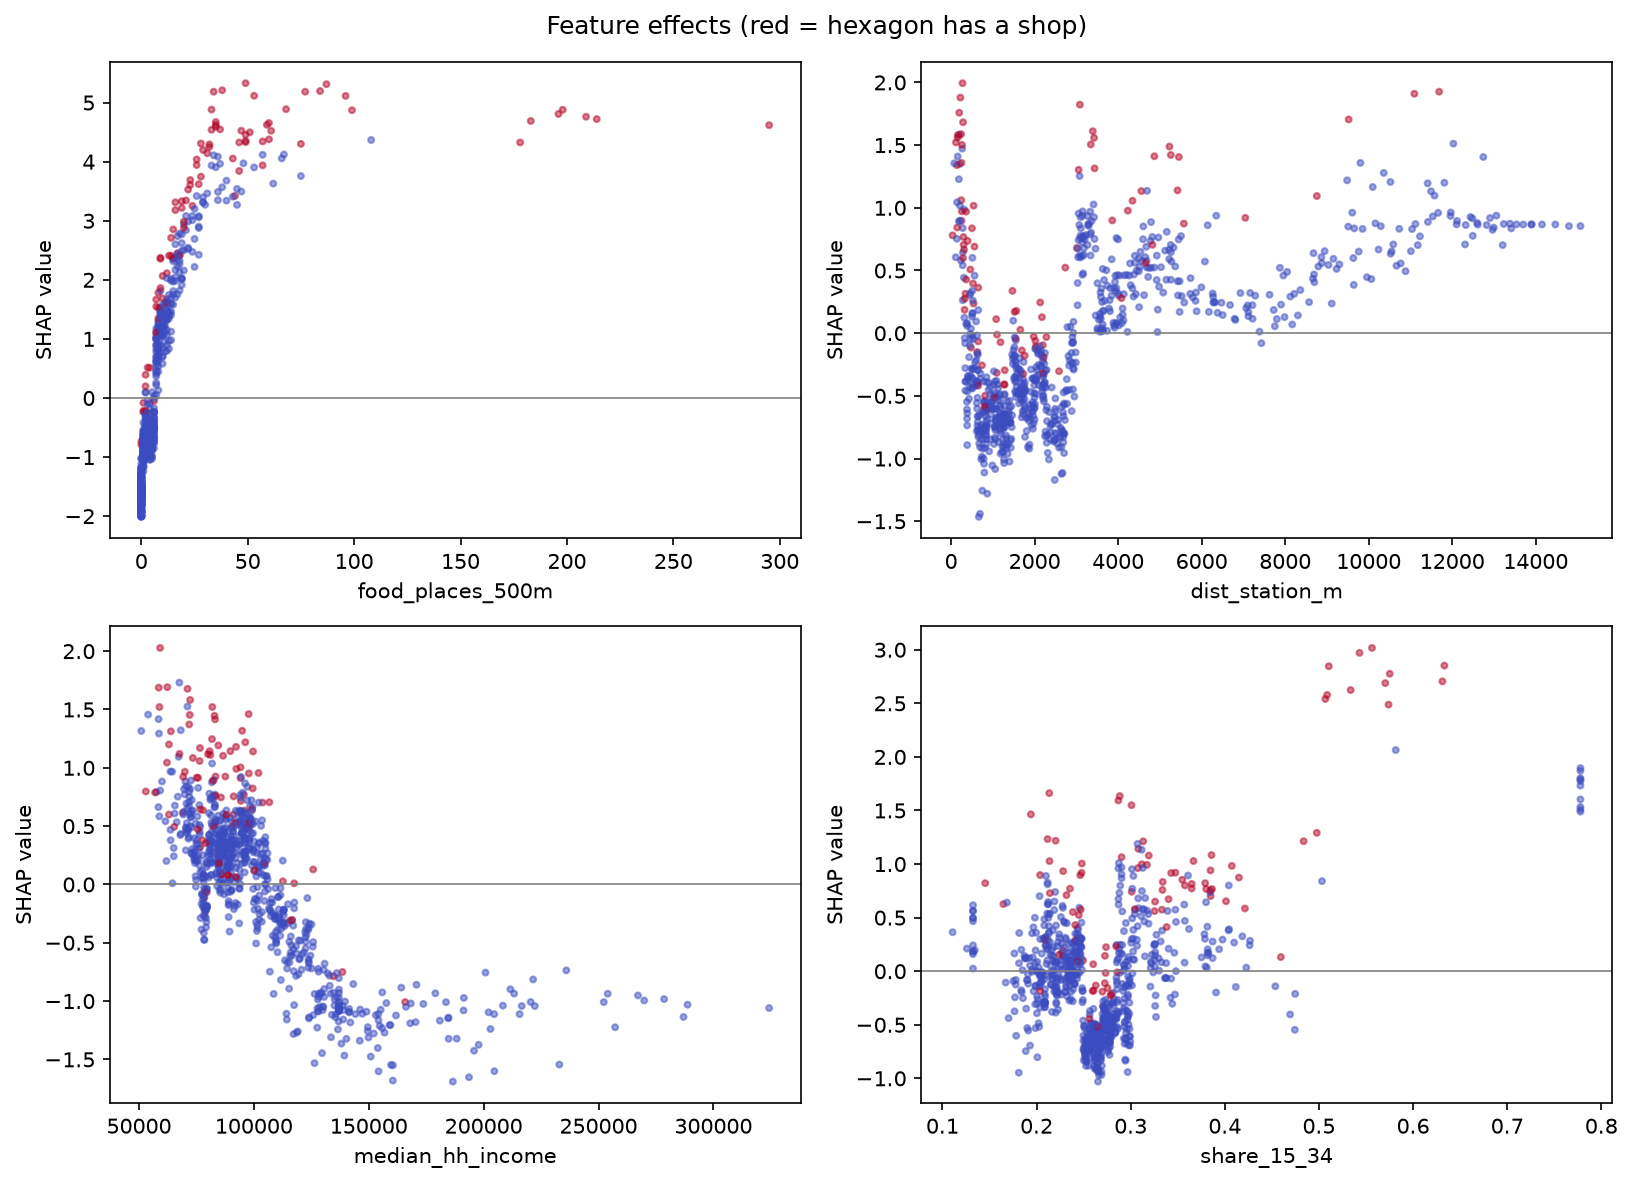 Feature effects (red = hexagon has a shop)
SHAP value
5
4
3
2
1
0
−1
−2
0 50 100 150 200 250 300
food_places_500m
SHAP value
2.0
1.5
1.0
0.5
0.0
−0.5
−1.0
−1.5
0 2000 4000 6000 8000 10000 12000 14000
dist_station_m
SHAP value
2.0
1.5
1.0
0.5
0.0
−0.5
−1.0
−1.5
50000 100000 150000 200000 250000 300000
median_hh_income
SHAP value
3.0
2.5
2.0
1.5
1.0
0.5
0.0
−0.5
−1.0
0.1 0.2 0.3 0.4 0.5 0.6 0.7 0.8
share_15_34